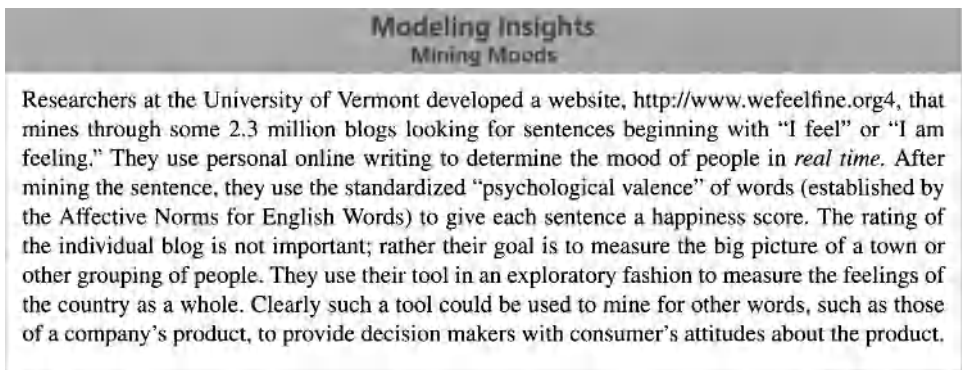 Modeling Insights
Mining Moods
Researchers at the University of Vermont developed a website, http://www.wefeelfine.org4, that
mines through some 2.3 million blogs looking for sentences beginning with “I feel” or “I am
feeling.” They use personal online writing to determine the mood of people in real time. After
mining the sentence, they use the standardized “psychological valence” of words (established by
the Affective Norms for English Words) to give each sentence a happiness score. The rating of
the individual blog is not important; rather their goal is to measure the big picture of a town or
other grouping of people. They use their tool in an exploratory fashion to measure the feelings of
the country as a whole. Clearly such a tool could be used to mine for other words, such as those
of a company’s product, to provide decision makers with consumer’s attitudes about the product.